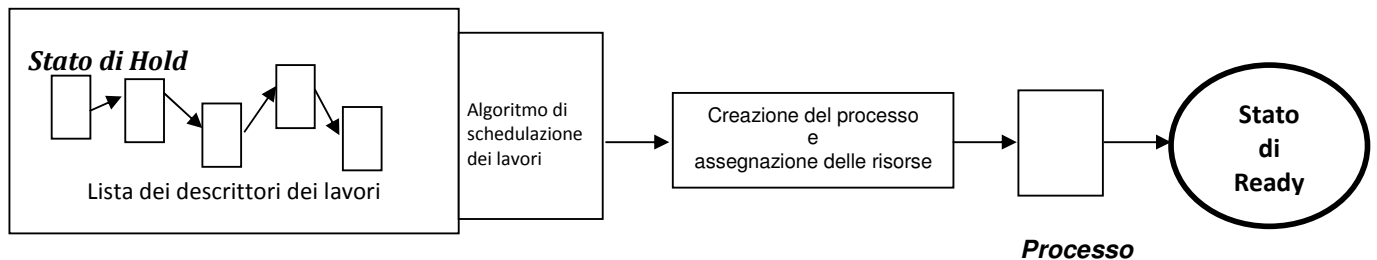 Stato di Hold
Lista dei descrittori dei lavori
Algoritmo di
schedulazione
dei lavori
Creazione del processo
e
assegnazione delle risorse
Processo
Stato
di
Ready